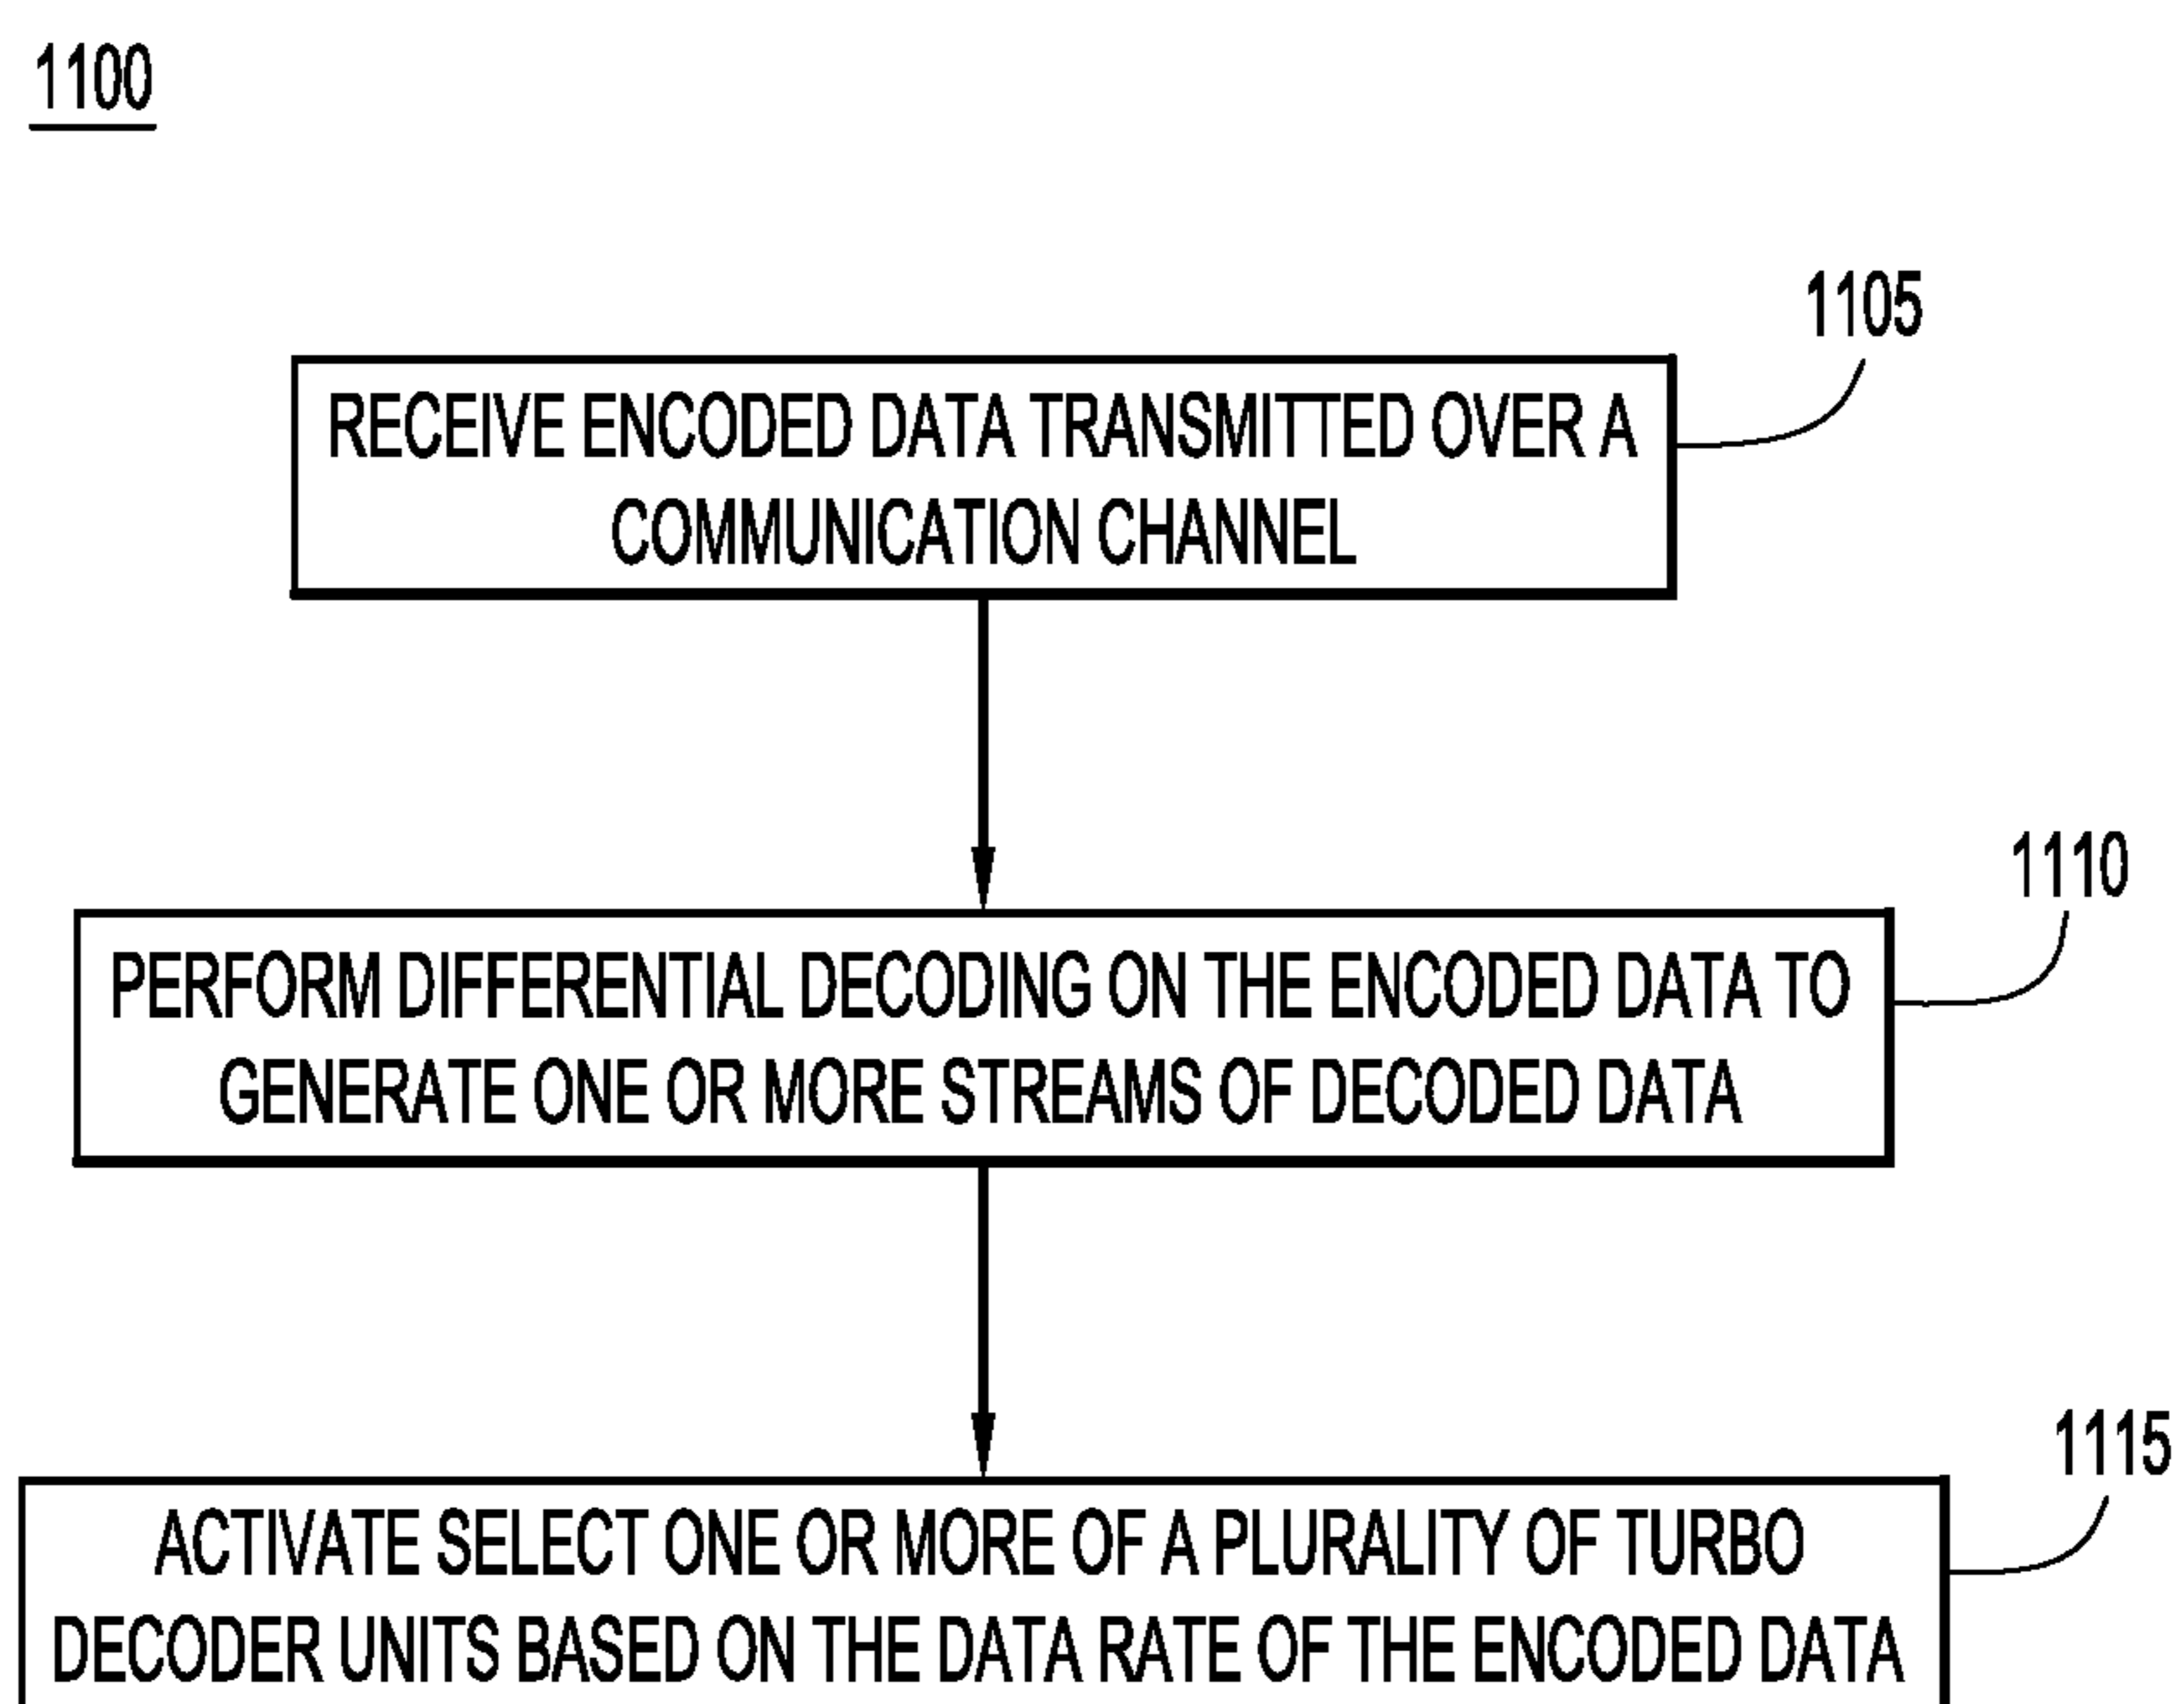 1100
1105
RECEIVE ENCODED DATA TRANSMITTED OVER A
COMMUNICATION CHANNEL
1110
PERFORM DIFFERENTIAL DECODING ON THE ENCODED DATA TO
GENERATE ONE OR MORE STREAMS OF DECODED DATA
1115
ACTIVATE SELECT ONE OR MORE OF A PLURALITY OF TURBO
DECODER UNITS BASED ON THE DATA RATE OF THE ENCODED DATA